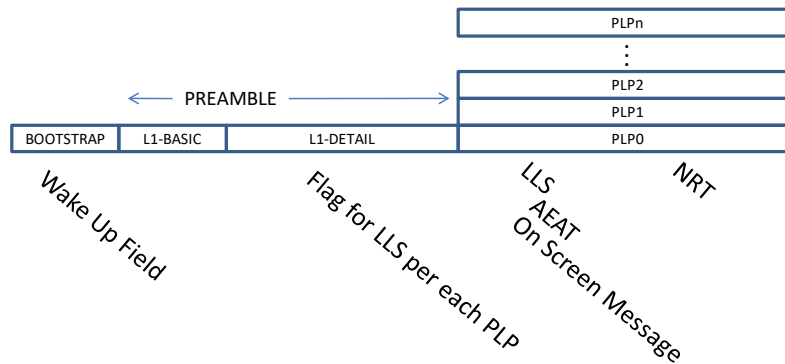 PLPn
PREAMBLE
PLP2
PLP1
BOOTSTRAP L1-BASIC L1-DETAIL PLP0
Wake Up Field
Flag for LLS per each PLP
LLS
AEAT
On Screen Message
NRT